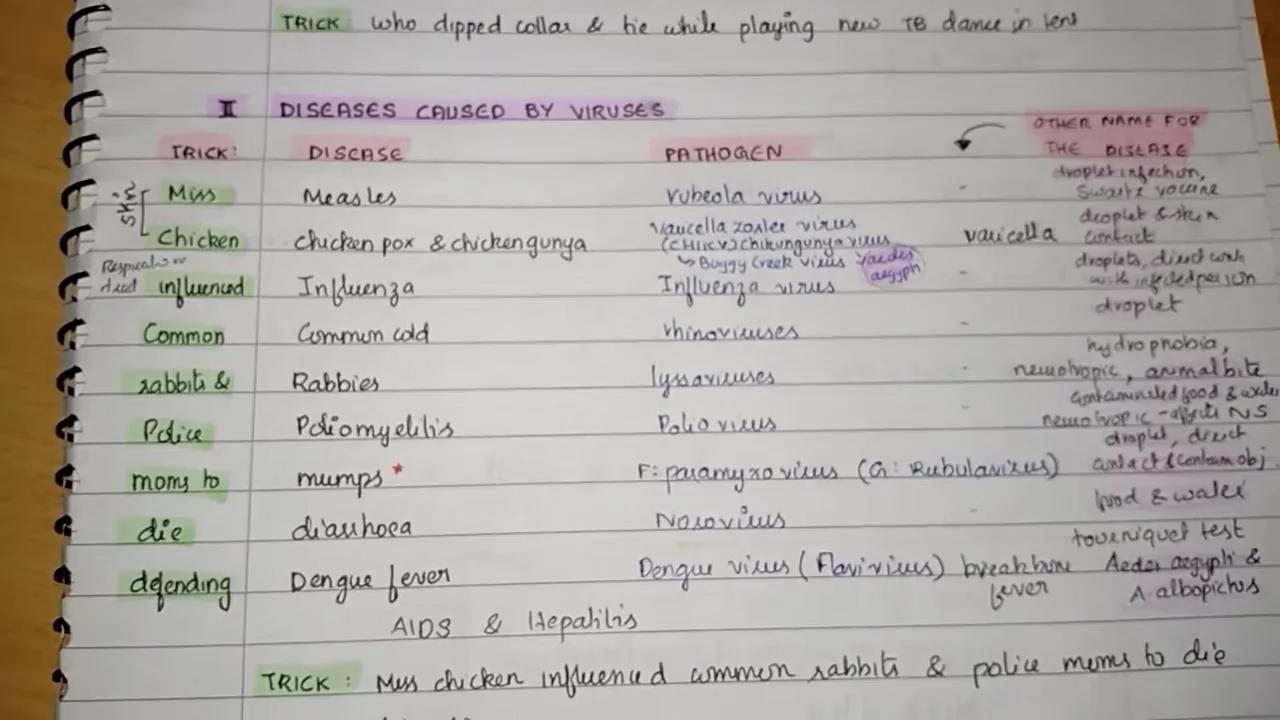 TRICK: who dipped collar & tie while playing new TB dance in tent
II DISEASES CAUSED BY VIRUSES
OTHER NAME FOR
THE DISEASE
TRICK: DISEASE PATHOGEN
droplet infection,
Skin
Miss Measles rubeola virus - Swartz vaccine
droplet & skin
Varicella zoster virus
Chicken chicken pox & chickengunya (CHIKV) chikungunya virus varicella contact
Buggy Creek virus Yaedes aegypti
droplets, direct
Respiratory
influenced Influenza Influenza virus - with infected person
droplet
Common Common cold rhinoviruses -
hydrophobia,
rabbits & Rabbies lyssaviruses - neurotropic, animal bite
contaminated food & water
Police Poliomyelitis Polio virus - neurotropic - affects NS
droplet, direct
moms to mumps* F: paramyxo virus (G: Rubulavirus) contact (contam obj
die diarrhoea Norovirus - food & water
tourniquet test
defending Dengue fever Dengue virus (Flavivirus) breakbone fever Aedes aegypti &
A. albopictus
AIDS & Hepatitis
TRICK: Miss chicken influenced common rabbits & police moms to die